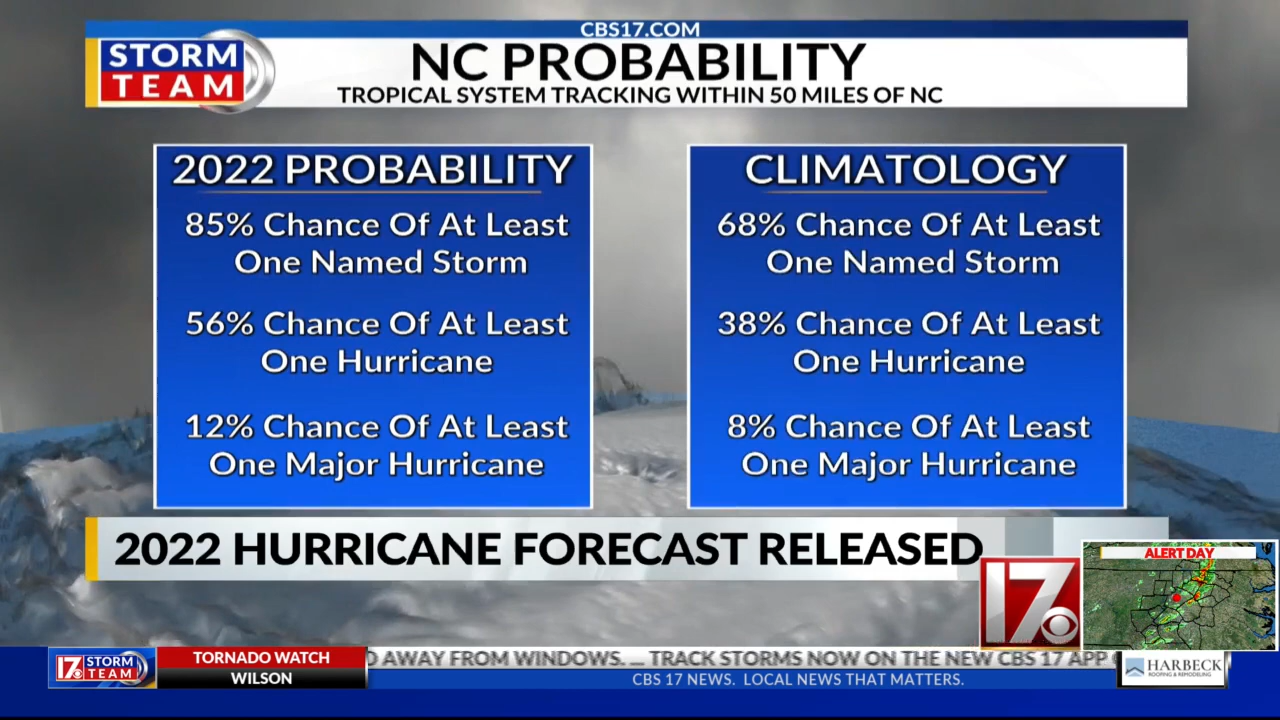 CBS17.COM
STORM
TEAM
NC PROBABILITY
TROPICAL SYSTEM TRACKING WITHIN 50 MILES OF NC
2022 PROBABILITY
85% Chance Of At Least
One Named Storm
56% Chance Of At Least
One Hurricane
12% Chance Of At Least
One Major Hurricane
CLIMATOLOGY
68% Chance Of At Least
One Named Storm
38% Chance Of At Least
One Hurricane
8% Chance Of At Least
One Major Hurricane
2022 HURRICANE FORECAST RELEASED
17
ALERT DAY
17 STORM
TEAM
TORNADO WATCH
WILSON
AWAY FROM WINDOWS. ... TRACK STORMS NOW ON THE NEW CBS 17 APP
CBS 17 NEWS. LOCAL NEWS THAT MATTERS.
HARBECK
ROOFING & REMODELING